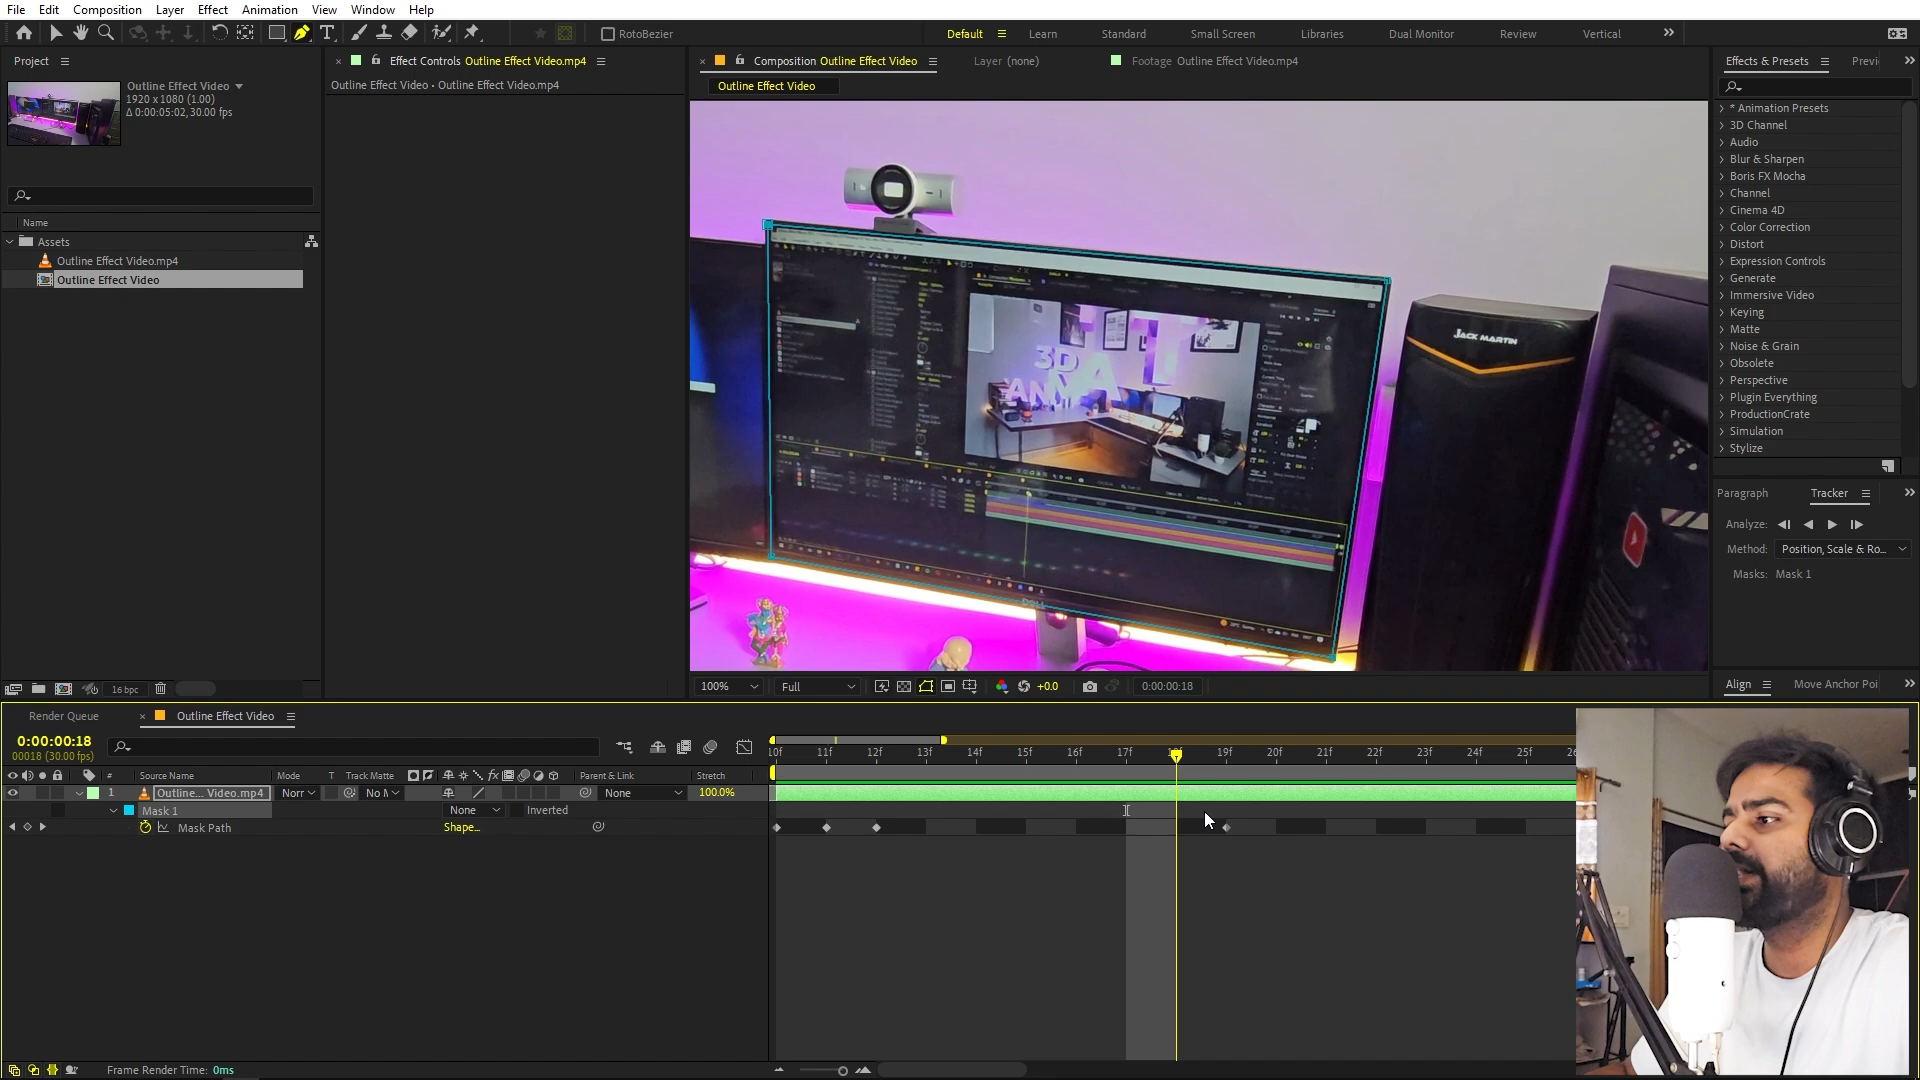 File Edit Composition Layer Effect Animation View Window Help
RotoBezier
Default Learn Standard Small Screen Libraries Dual Monitor Review Vertical
Project
Outline Effect Video
1920 x 1080 (1.00)
Δ 0:00:05:02, 30.00 fps
Name
Assets
Outline Effect Video.mp4
Outline Effect Video
16 bpc
Effect Controls Outline Effect Video.mp4
Outline Effect Video • Outline Effect Video.mp4
Composition Outline Effect Video
Layer (none)
Footage Outline Effect Video.mp4
Outline Effect Video
3D
JACK MARTIN
DELL
100% Full +0.0 0:00:00:18
Effects & Presets Previ
* Animation Presets
3D Channel
Audio
Blur & Sharpen
Boris FX Mocha
Channel
Cinema 4D
Color Correction
Distort
Expression Controls
Generate
Immersive Video
Keying
Matte
Noise & Grain
Obsolete
Perspective
Plugin Everything
ProductionCrate
Simulation
Stylize
Paragraph Tracker
Analyze:
Method: Position, Scale & Ro...
Masks: Mask 1
Align Move Anchor Poi
Render Queue Outline Effect Video
0:00:00:18
00018 (30.00 fps)
# Source Name Mode T Track Matte fx Parent & Link Stretch
1 Outline... Video.mp4 None 100.0%
Mask 1 None Inverted
Mask Path Shape...
10f 11f 12f 13f 14f 15f 16f 17f 19f 20f 21f 22f 23f 24f 25f
Frame Render Time: 0ms